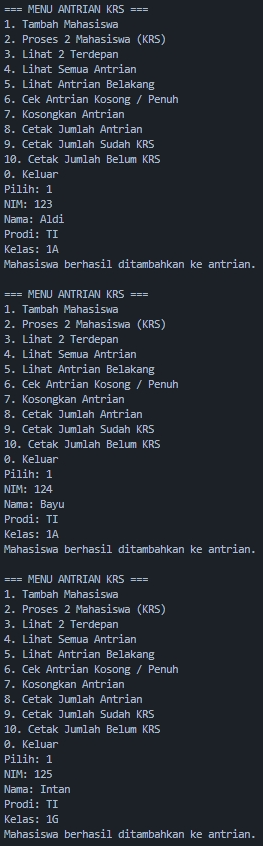 === MENU ANTRIAN KRS ===
1. Tambah Mahasiswa
2. Proses 2 Mahasiswa (KRS)
3. Lihat 2 Terdepan
4. Lihat Semua Antrian
5. Lihat Antrian Belakang
6. Cek Antrian Kosong / Penuh
7. Kosongkan Antrian
8. Cetak Jumlah Antrian
9. Cetak Jumlah Sudah KRS
10. Cetak Jumlah Belum KRS
0. Keluar
Pilih: 1
NIM: 123
Nama: Aldi
Prodi: TI
Kelas: 1A
Mahasiswa berhasil ditambahkan ke antrian.
=== MENU ANTRIAN KRS ===
1. Tambah Mahasiswa
2. Proses 2 Mahasiswa (KRS)
3. Lihat 2 Terdepan
4. Lihat Semua Antrian
5. Lihat Antrian Belakang
6. Cek Antrian Kosong / Penuh
7. Kosongkan Antrian
8. Cetak Jumlah Antrian
9. Cetak Jumlah Sudah KRS
10. Cetak Jumlah Belum KRS
0. Keluar
Pilih: 1
NIM: 124
Nama: Bayu
Prodi: TI
Kelas: 1A
Mahasiswa berhasil ditambahkan ke antrian.
=== MENU ANTRIAN KRS ===
1. Tambah Mahasiswa
2. Proses 2 Mahasiswa (KRS)
3. Lihat 2 Terdepan
4. Lihat Semua Antrian
5. Lihat Antrian Belakang
6. Cek Antrian Kosong / Penuh
7. Kosongkan Antrian
8. Cetak Jumlah Antrian
9. Cetak Jumlah Sudah KRS
10. Cetak Jumlah Belum KRS
0. Keluar
Pilih: 1
NIM: 125
Nama: Intan
Prodi: TI
Kelas: 1G
Mahasiswa berhasil ditambahkan ke antrian.